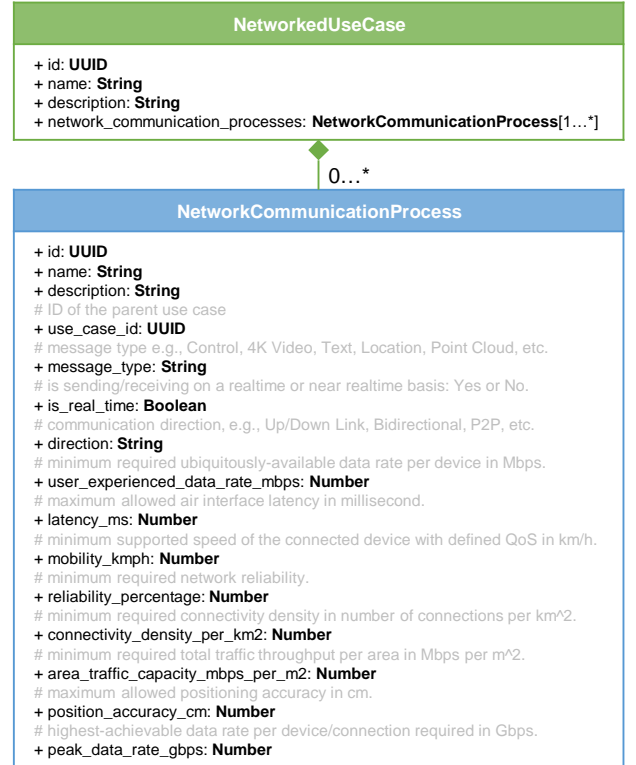 NetworkedUseCase
+ id: UUID
+ name: String
+ description: String
+ network_communication_processes: NetworkCommunicationProcess[1…*]
0…*
NetworkCommunicationProcess
+ id: UUID
+ name: String
+ description: String
# ID of the parent use case
+ use_case_id: UUID
# message type e.g., Control, 4K Video, Text, Location, Point Cloud, etc.
+ message_type: String
# is sending/receiving on a realtime or near realtime basis: Yes or No.
+ is_real_time: Boolean
# communication direction, e.g., Up/Down Link, Bidirectional, P2P, etc.
+ direction: String
# minimum required ubiquitously-available data rate per device in Mbps.
+ user_experienced_data_rate_mbps: Number
# maximum allowed air interface latency in millisecond.
+ latency_ms: Number
# minimum supported speed of the connected device with defined QoS in km/h.
+ mobility_kmph: Number
# minimum required network reliability.
+ reliability_percentage: Number
# minimum required connectivity density in number of connections per km^2.
+ connectivity_density_per_km2: Number
# minimum required total traffic throughput per area in Mbps per m^2.
+ area_traffic_capacity_mbps_per_m2: Number
# maximum allowed positioning accuracy in cm.
+ position_accuracy_cm: Number
# highest-achievable data rate per device/connection required in Gbps.
+ peak_data_rate_gbps: Number